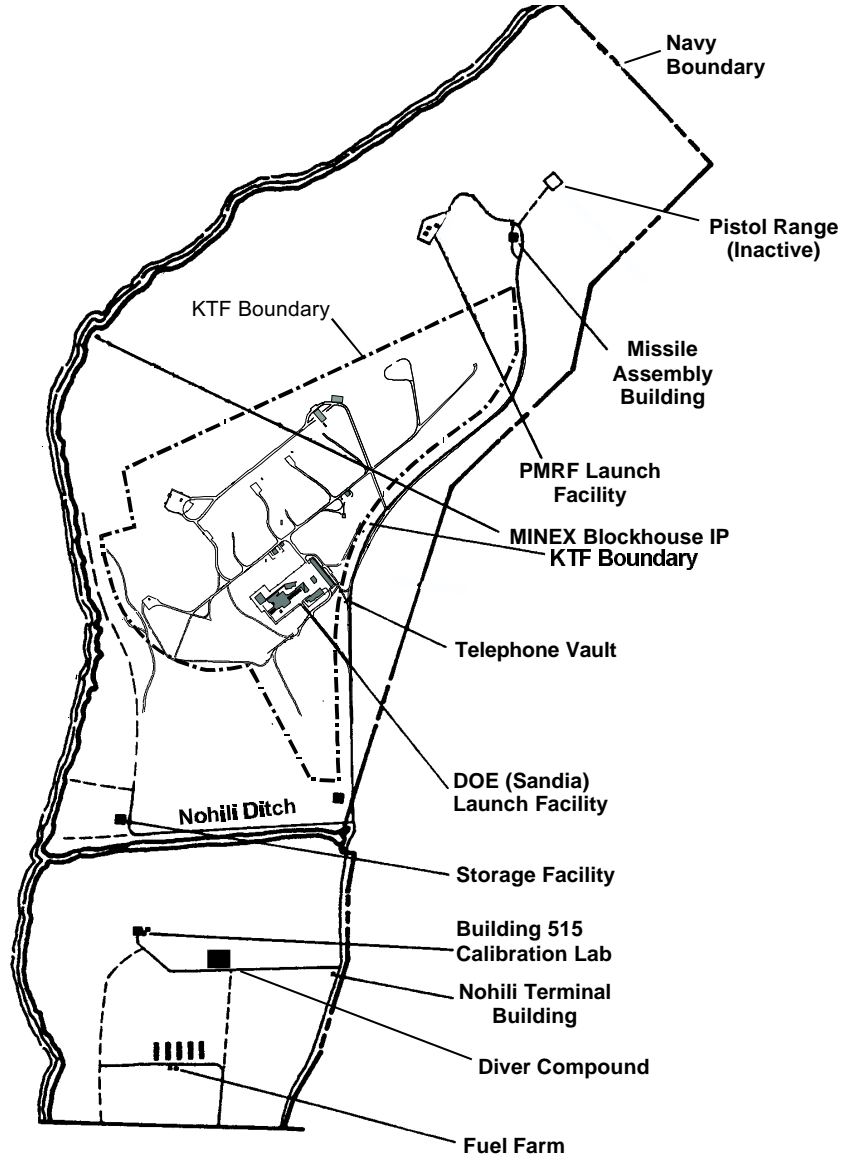 Navy
Boundary
Pistol Range
(Inactive)
KTF Boundary
Missile
Assembly
Building
PMRF Launch
Facility
MINEX Blockhouse IP
KTF Boundary
Telephone Vault
DOE (Sandia)
Launch Facility
Nohili Ditch
Storage Facility
Building 515
Calibration Lab
Nohili Terminal
Building
Diver Compound
Fuel Farm